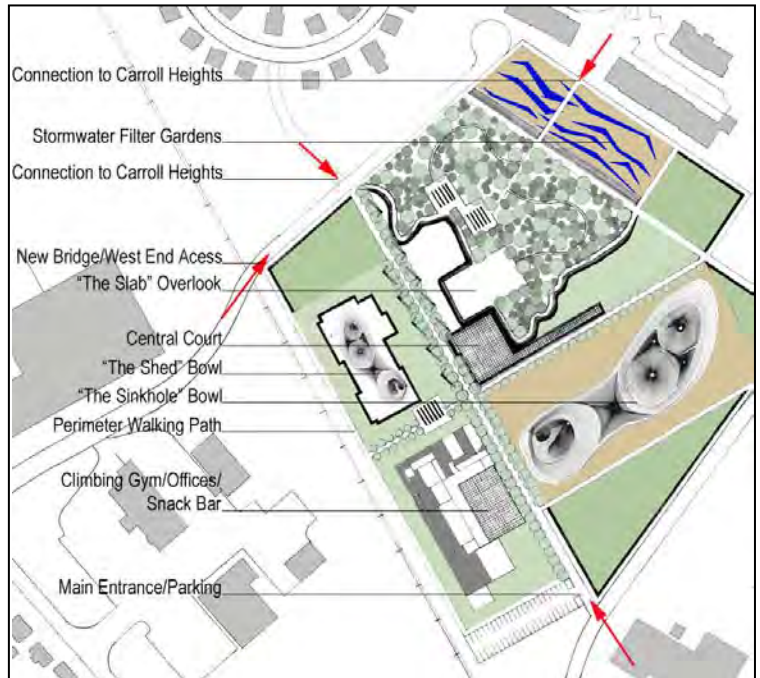 Connection to Carroll Heights
Stormwater Filter Gardens
Connection to Carroll Heights
New Bridge/West End Acess
"The Slab" Overlook
Central Court
"The Shed" Bowl
"The Sinkhole" Bowl
Perimeter Walking Path
Climbing Gym/Offices/
Snack Bar
Main Entrance/Parking